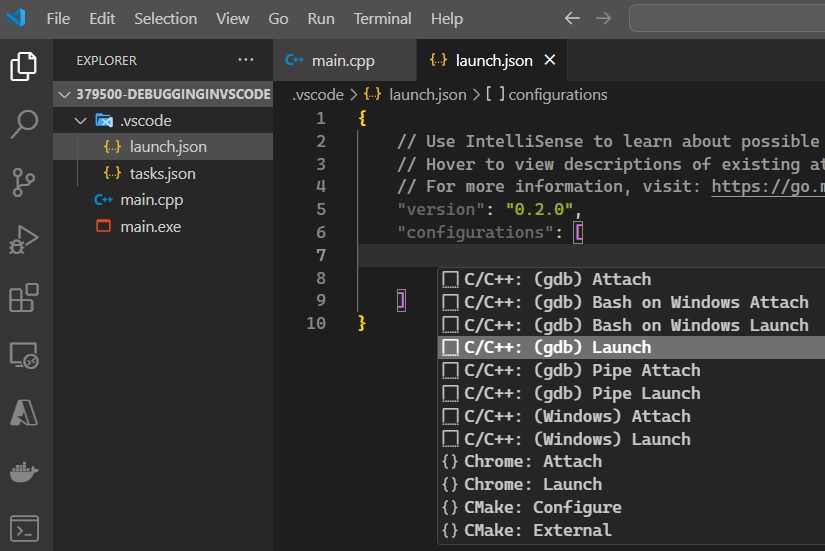 File Edit Selection View Go Run Terminal Help
EXPLORER
379500-DEBUGGINGINVSCODE
.vscode
launch.json
tasks.json
main.cpp
main.exe
main.cpp
launch.json
.vscode > {..} launch.json > [ ] configurations
1 {
2 // Use IntelliSense to learn about possible
3 // Hover to view descriptions of existing at
4 // For more information, visit: https://go.m
5 "version": "0.2.0",
6 "configurations": [
7
8
9 ]
10 }
C/C++: (gdb) Attach
C/C++: (gdb) Bash on Windows Attach
C/C++: (gdb) Bash on Windows Launch
C/C++: (gdb) Launch
C/C++: (gdb) Pipe Attach
C/C++: (gdb) Pipe Launch
C/C++: (Windows) Attach
C/C++: (Windows) Launch
{} Chrome: Attach
{} Chrome: Launch
{} CMake: Configure
{} CMake: External